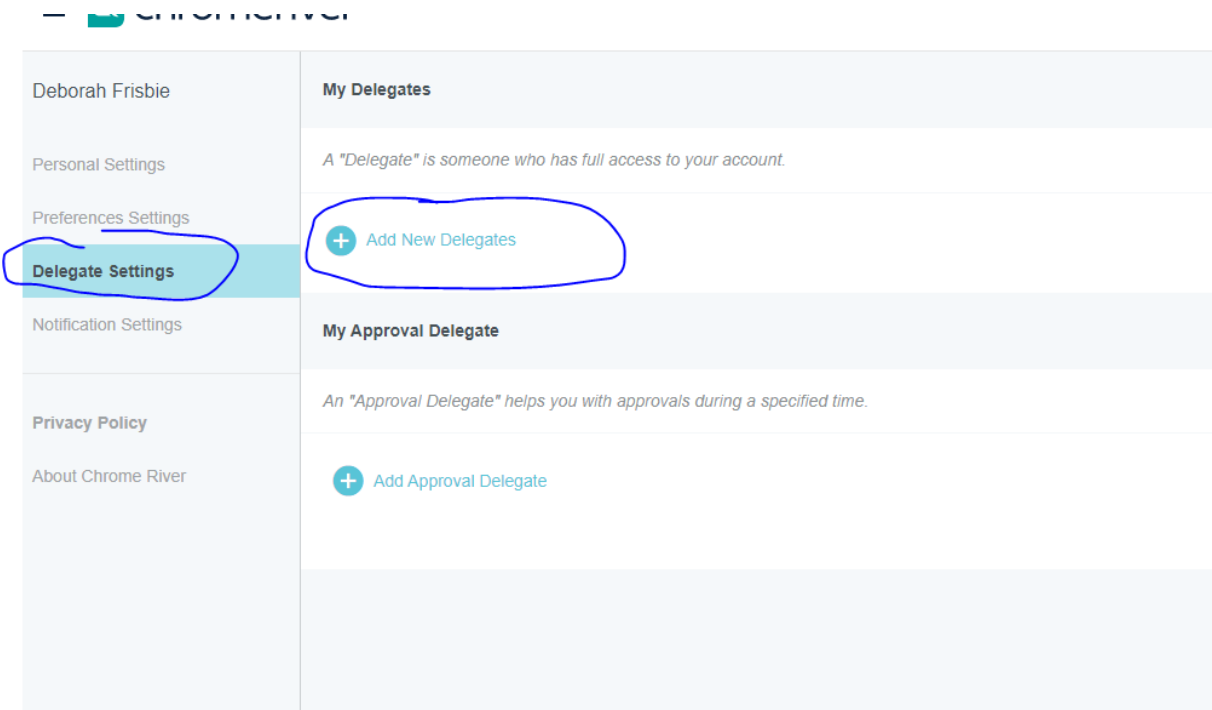 Deborah Frisbie
Personal Settings
Preferences Settings
Delegate Settings
Notification Settings
Privacy Policy
About Chrome River
My Delegates
A "Delegate" is someone who has full access to your account.
Add New Delegates
My Approval Delegate
An "Approval Delegate" helps you with approvals during a specified time.
Add Approval Delegate